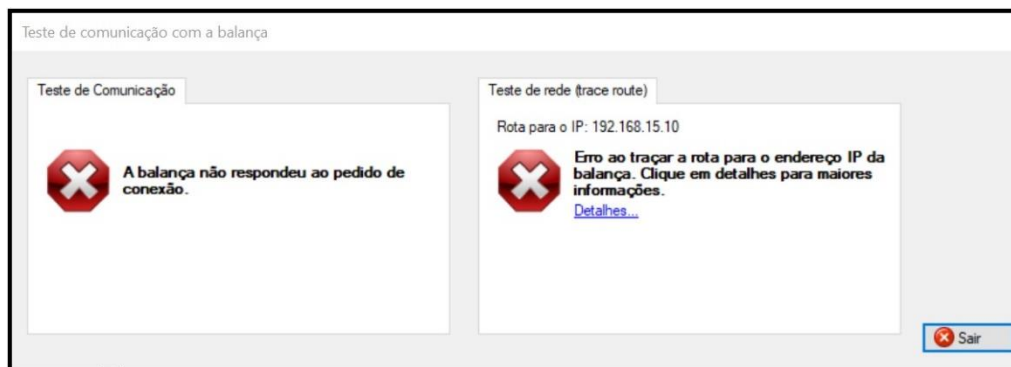 Teste de comunicação com a balança
Teste de Comunicação
A balança não respondeu ao pedido de
conexão.
Teste de rede (trace route)
Rota para o IP: 192.168.15.10
Erro ao traçar a rota para o endereço IP da
balança. Clique em detalhes para maiores
informações.
Detalhes...
Sair